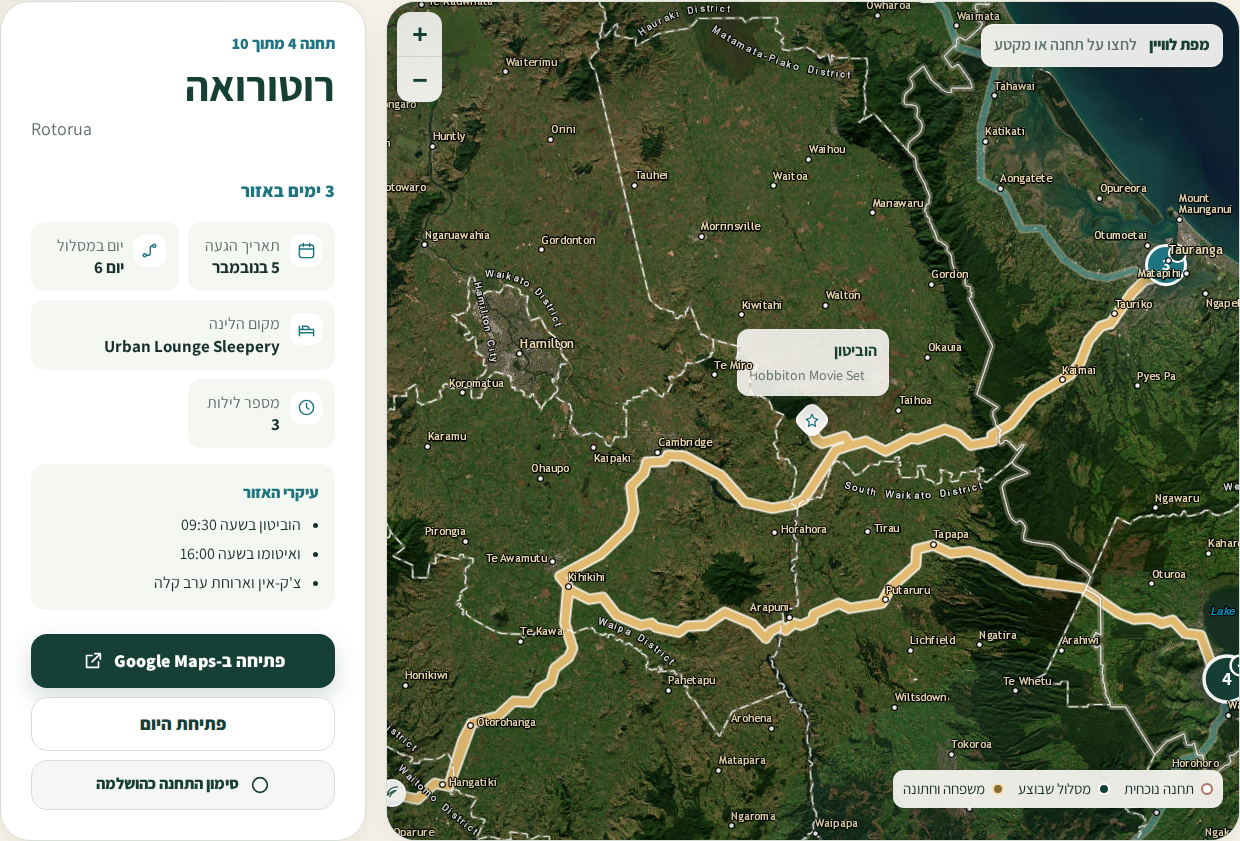 תחנה 4 מתוך 10
רוטורואה
Rotorua
3 ימים באזור
תאריך הגעה
5 בנובמבר
יום במסלול
יום 6
מקום הלינה
Urban Lounge Sleepery
מספר לילות
3
עיקרי האזור
הוביטון בשעה 09:30
ואיטומו בשעה 16:00
צ'ק-אין וארוחת ערב קלה
פתיחה ב-Google Maps
פתיחת היום
סימון התחנה כהושלמה
+
−
מפת לוויין
לחצו על תחנה או מקטע
Hauraki District
Owharoa
Waimata
Matamata-Piako District
Waiterimu
Tahawai
Huntly
Orini
Katikati
Waihou
Tauhei
Waitoa
Aongatete
Opureora
Mount
Maunganui
Manawaru
Ngaruawahia
Gordonton
Morrinsville
Otumoetai
Tauranga
Matapihi
Waikato District
Hamilton City
Gordon
Walton
Kiwitahi
Tauriko
Hamilton
הוביטון
Hobbiton Movie Set
Te Miro
Okauia
Kaimai
Pyes Pa
Koromatua
Taihoa
Karamu
Cambridge
Kaipaki
Ohaupo
South Waikato District
Ngawaru
Pirongia
Horahora
Tirau
Tapapa
Te Awamutu
Kihikihi
Oturoa
Putaruru
Arapuni
Lake
Te Kawa
Waipa District
Lichfield
Ngatira
Arahiwi
Honikiwi
Pahetapu
Te Whetu
4
Wiltsdown
Otorohanga
Arohena
Tokoroa
Horohoro
Matapara
Hangatiki
Waitomo District
Ngaroma
Waipapa
תחנה נוכחית
מסלול שבוצע
משפחה וחתונה